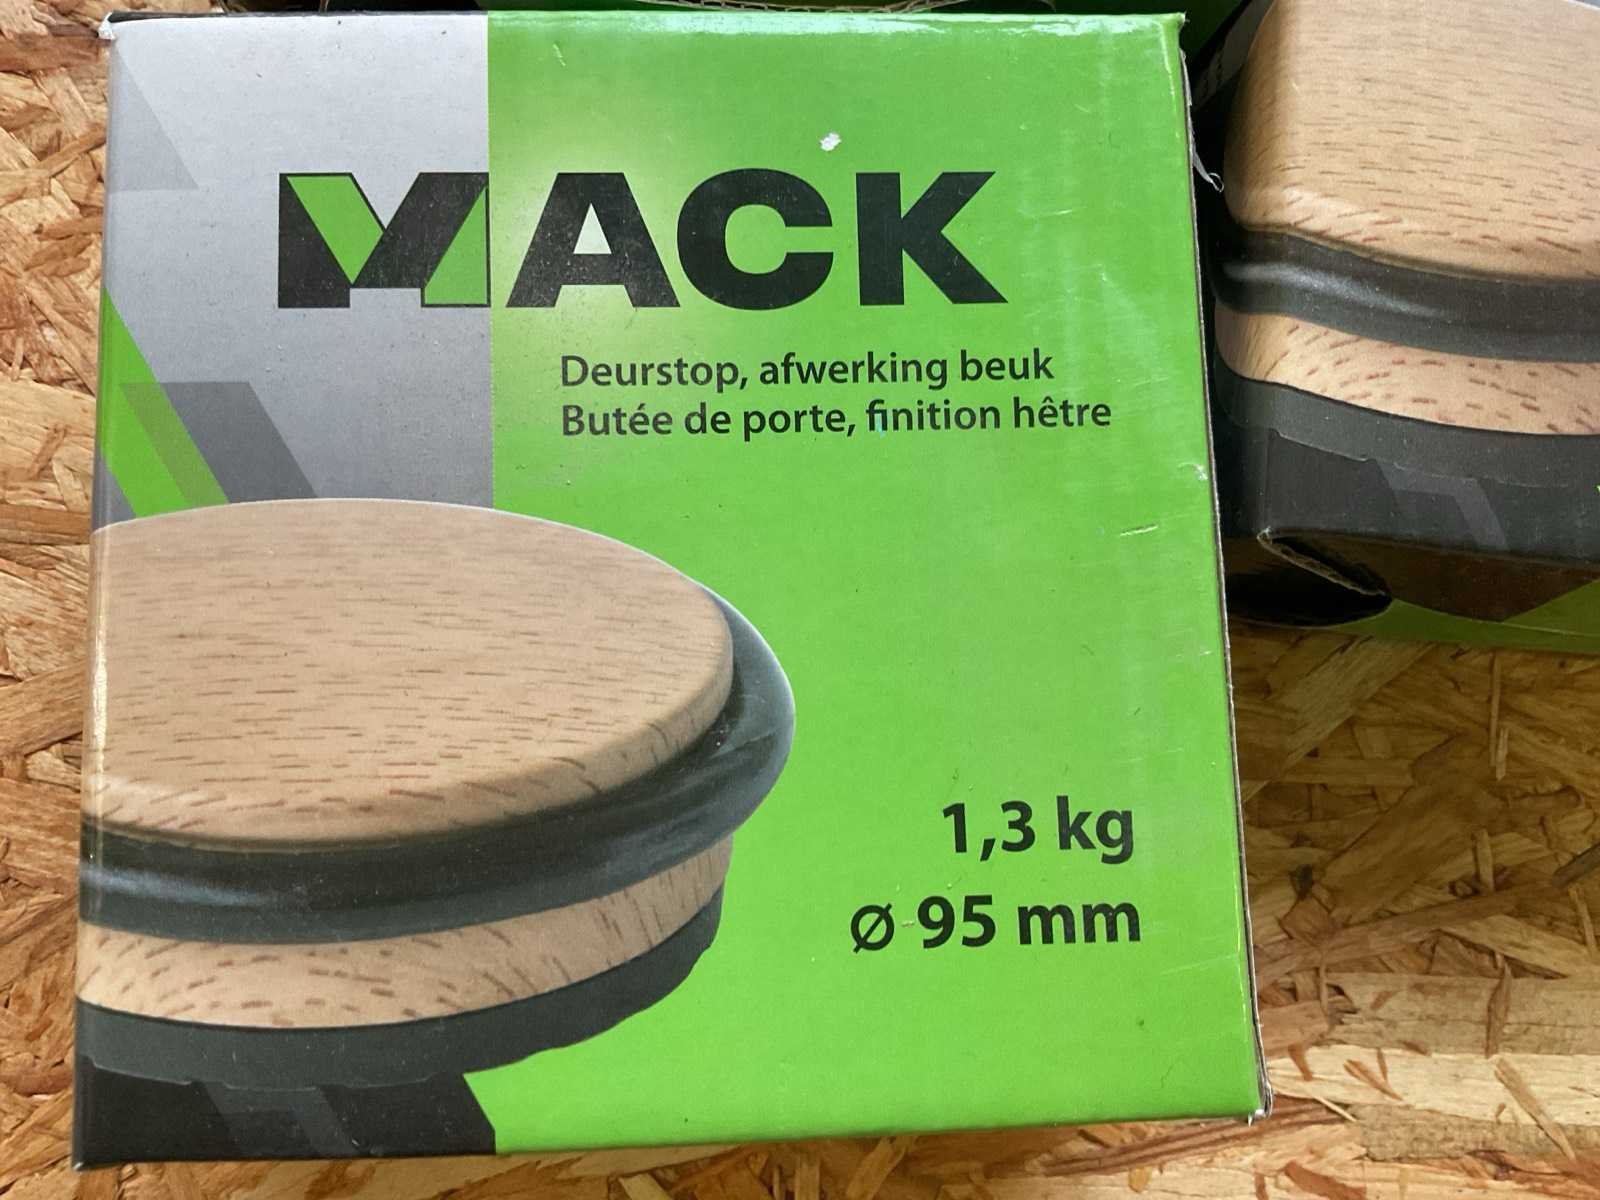 MACK
Deurstop, afwerking beuk
Butée de porte, finition hêtre
1,3 kg
ø 95 mm